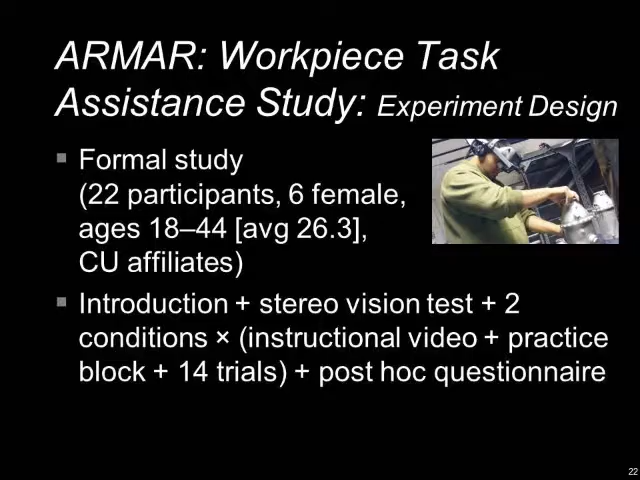 ARMAR: Workpiece Task
Assistance Study: Experiment Design
▪ Formal study
(22 participants, 6 female,
ages 18–44 [avg 26.3],
CU affiliates)
▪ Introduction + stereo vision test + 2
conditions × (instructional video + practice
block + 14 trials) + post hoc questionnaire
22